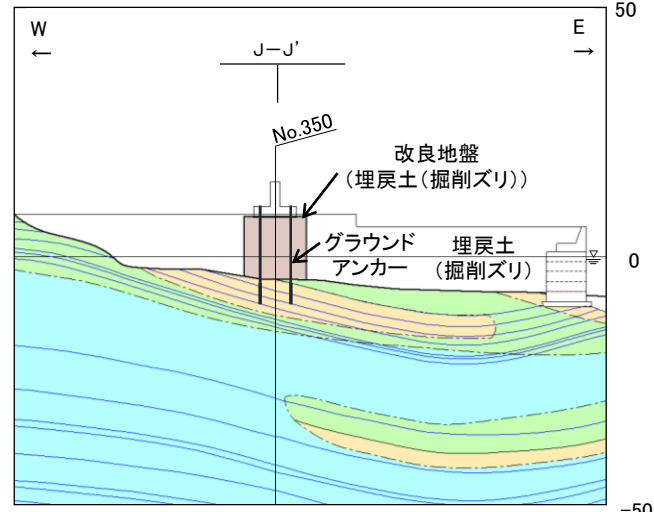 50
W
E
←
→
J－J’
No.350
改良地盤
（埋戻土（掘削ズリ））
グラウンド
アンカー
埋戻土
（掘削ズリ）
0
-50